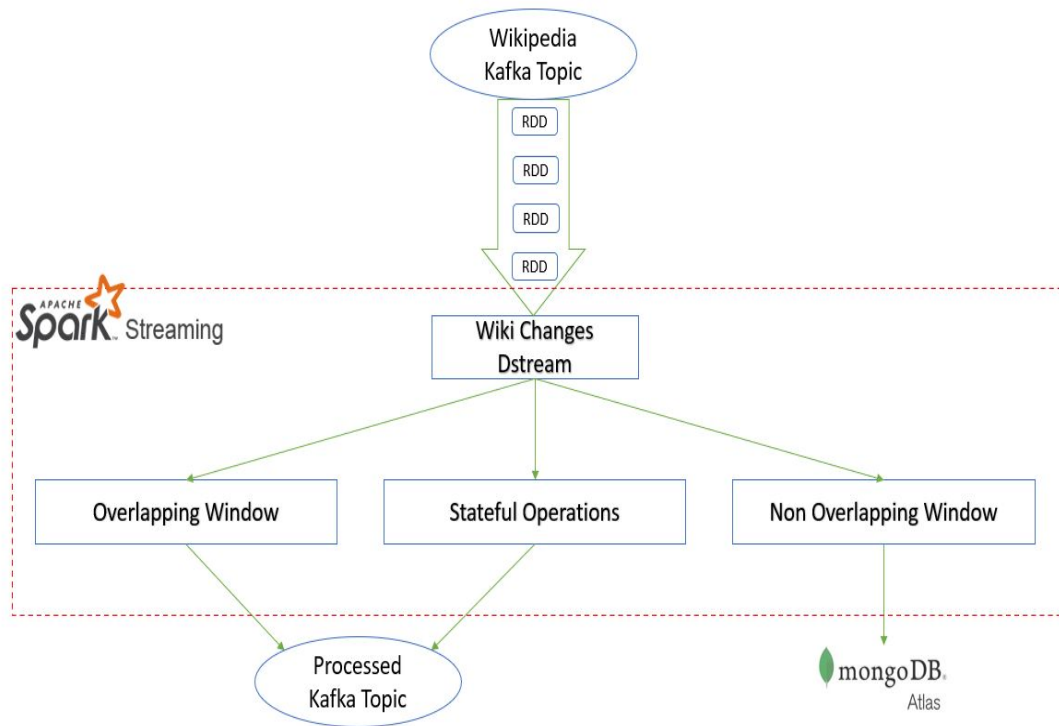 Wikipedia
Kafka Topic
RDD
RDD
RDD
RDD
APACHE
Spark™ Streaming
Wiki Changes
Dstream
Overlapping Window
Stateful Operations
Non Overlapping Window
Processed
Kafka Topic
mongoDB®
Atlas